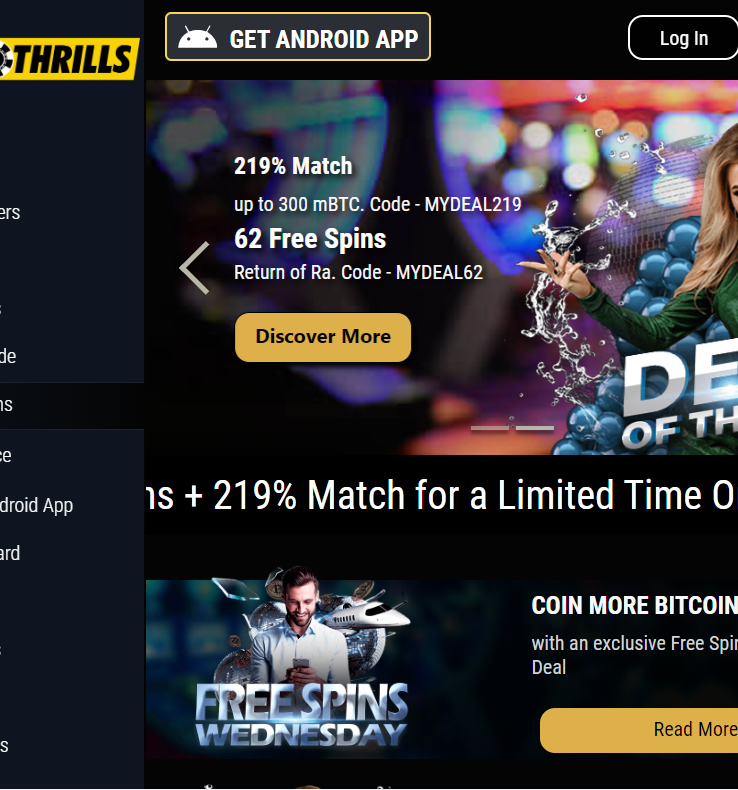 THRILLS
GET ANDROID APP
Log In
219% Match
up to 300 mBTC. Code - MYDEAL219
62 Free Spins
Return of Ra. Code - MYDEAL62
Discover More
DE
OF TH
ers
s
de
ns
ce
droid App
ard
s
s
ns + 219% Match for a Limited Time O
FREE SPINS
WEDNESDAY
COIN MORE BITCOIN
with an exclusive Free Spin
Deal
Read More